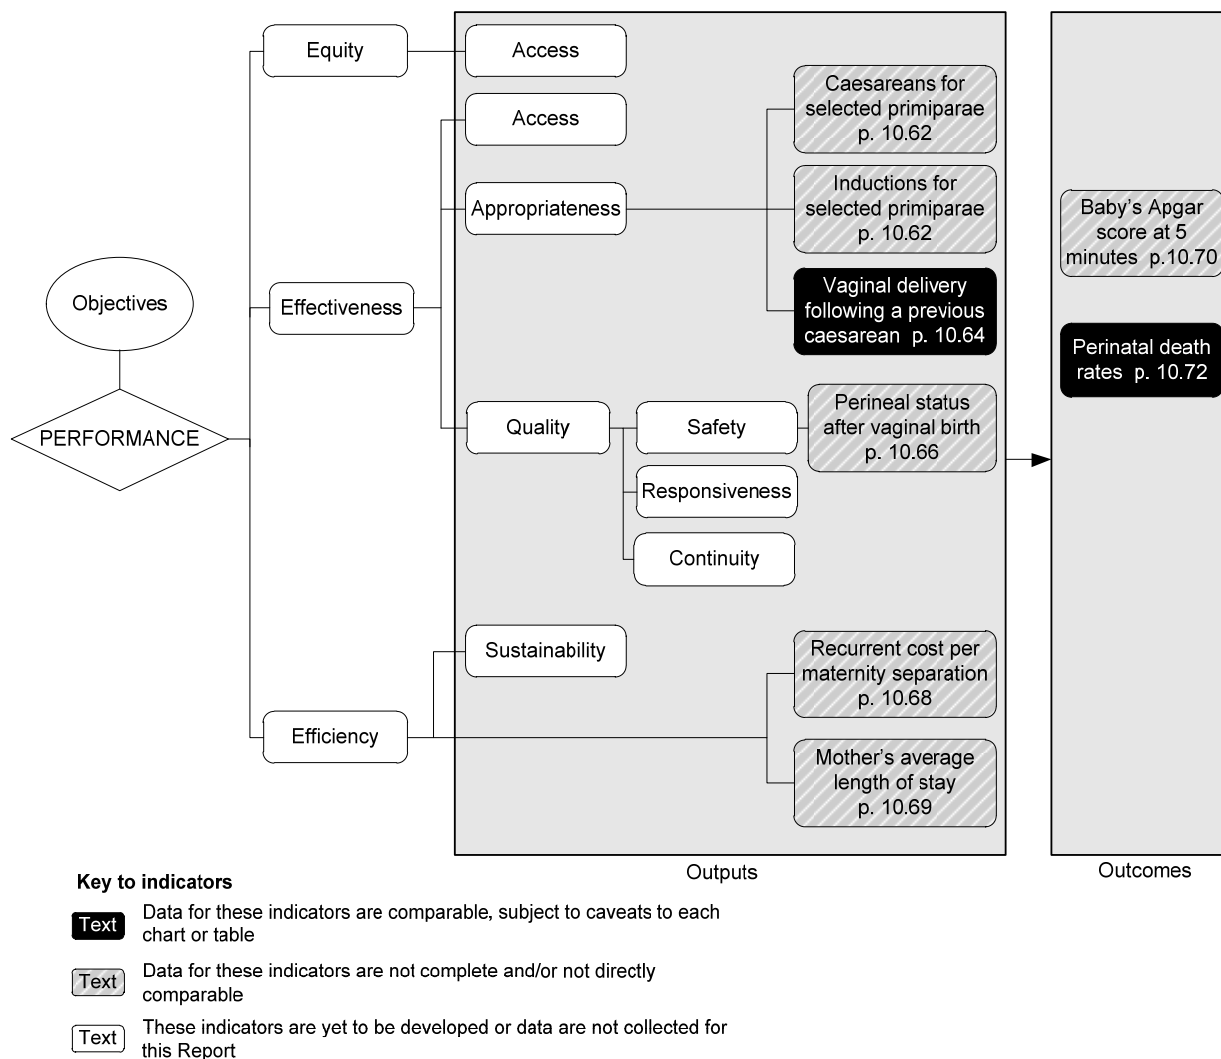 Equity
Access
Access
Caesareans for
selected primiparae
p. 10.62
Appropriateness
Inductions for
selected primiparae
p. 10.62
Baby's Apgar
score at 5
minutes p.10.70
Objectives
Effectiveness
Vaginal delivery
following a previous
caesarean p. 10.64
Perinatal death
rates p. 10.72
PERFORMANCE
Quality
Safety
Perineal status
after vaginal birth
p. 10.66
Responsiveness
Continuity
Sustainability
Recurrent cost per
maternity separation
p. 10.68
Efficiency
Mother's average
length of stay
p. 10.69
Outputs
Outcomes
Key to indicators
Text
Data for these indicators are comparable, subject to caveats to each
chart or table
Text
Data for these indicators are not complete and/or not directly
comparable
Text
These indicators are yet to be developed or data are not collected for
this Report